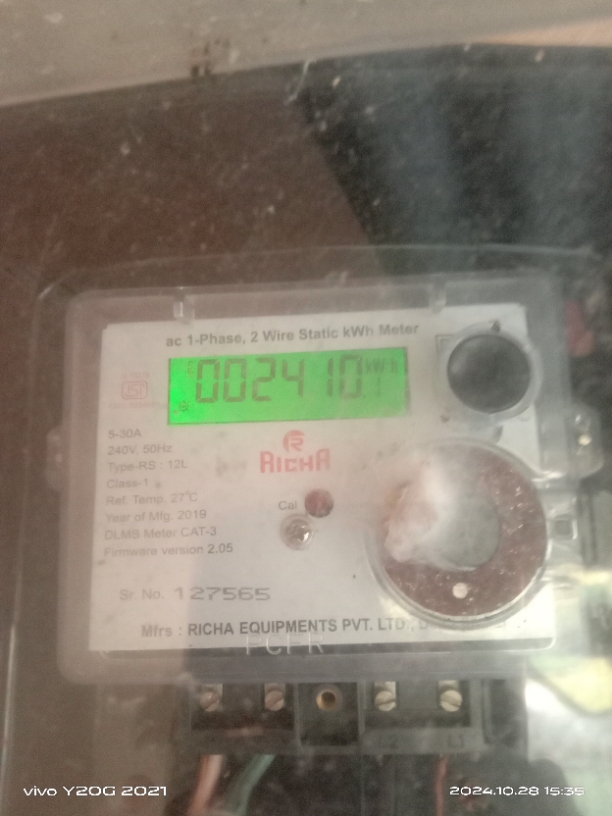 ac 1-Phase, 2 Wire Static kWh Meter
002410.1 kWh
5-30A
240V, 50Hz
Type-RS : 12L
Class-1
Ref. Temp. 27°C
Year of Mfg. 2019
DLMS Meter CAT-3
Firmware version 2.05
RICHA
Cal
Sr. No. 127565
Mfrs : RICHA EQUIPMENTS PVT. LTD
L1
vivo Y20G 2021
2024.10.28 15:35